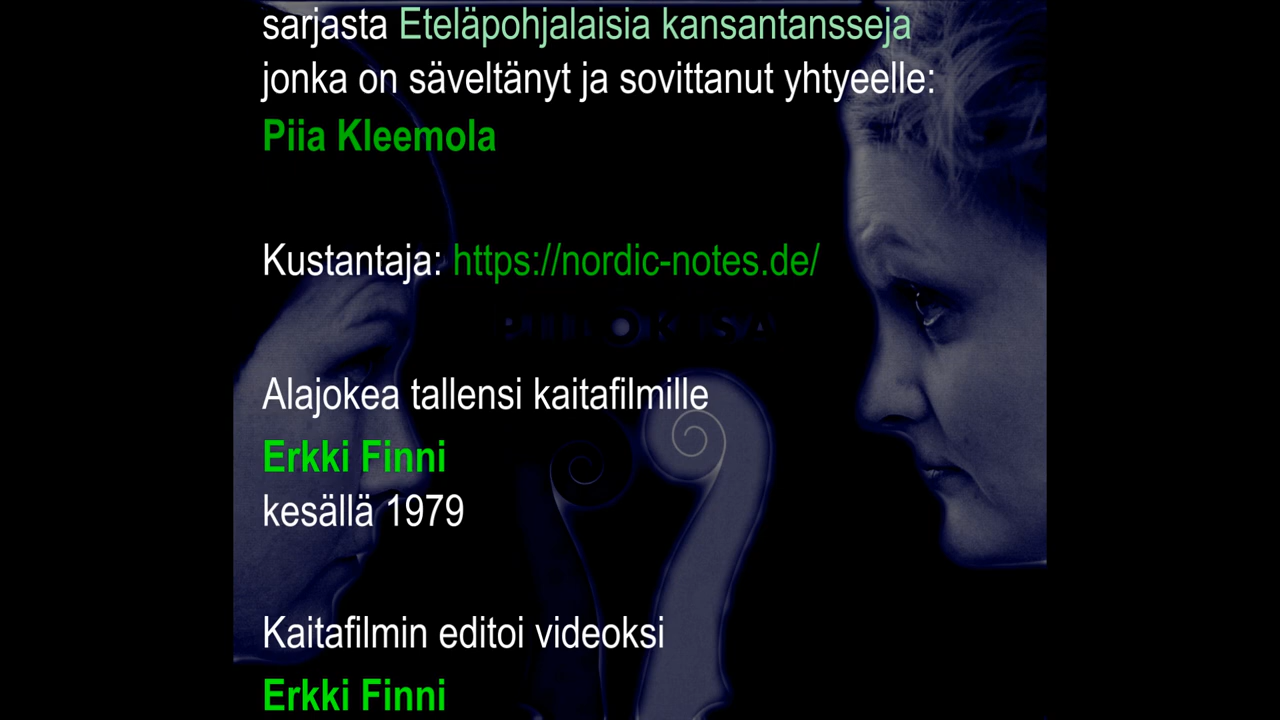 sarjasta Eteläpohjalaisia kansantansseja
jonka on säveltänyt ja sovittanut yhtyeelle:
Piia Kleemola
Kustantaja: https://nordic-notes.de/
PIILOKISA
Alajokea tallensi kaitafilmille
Erkki Finni
kesällä 1979
Kaitafilmin editoi videoksi
Erkki Finni